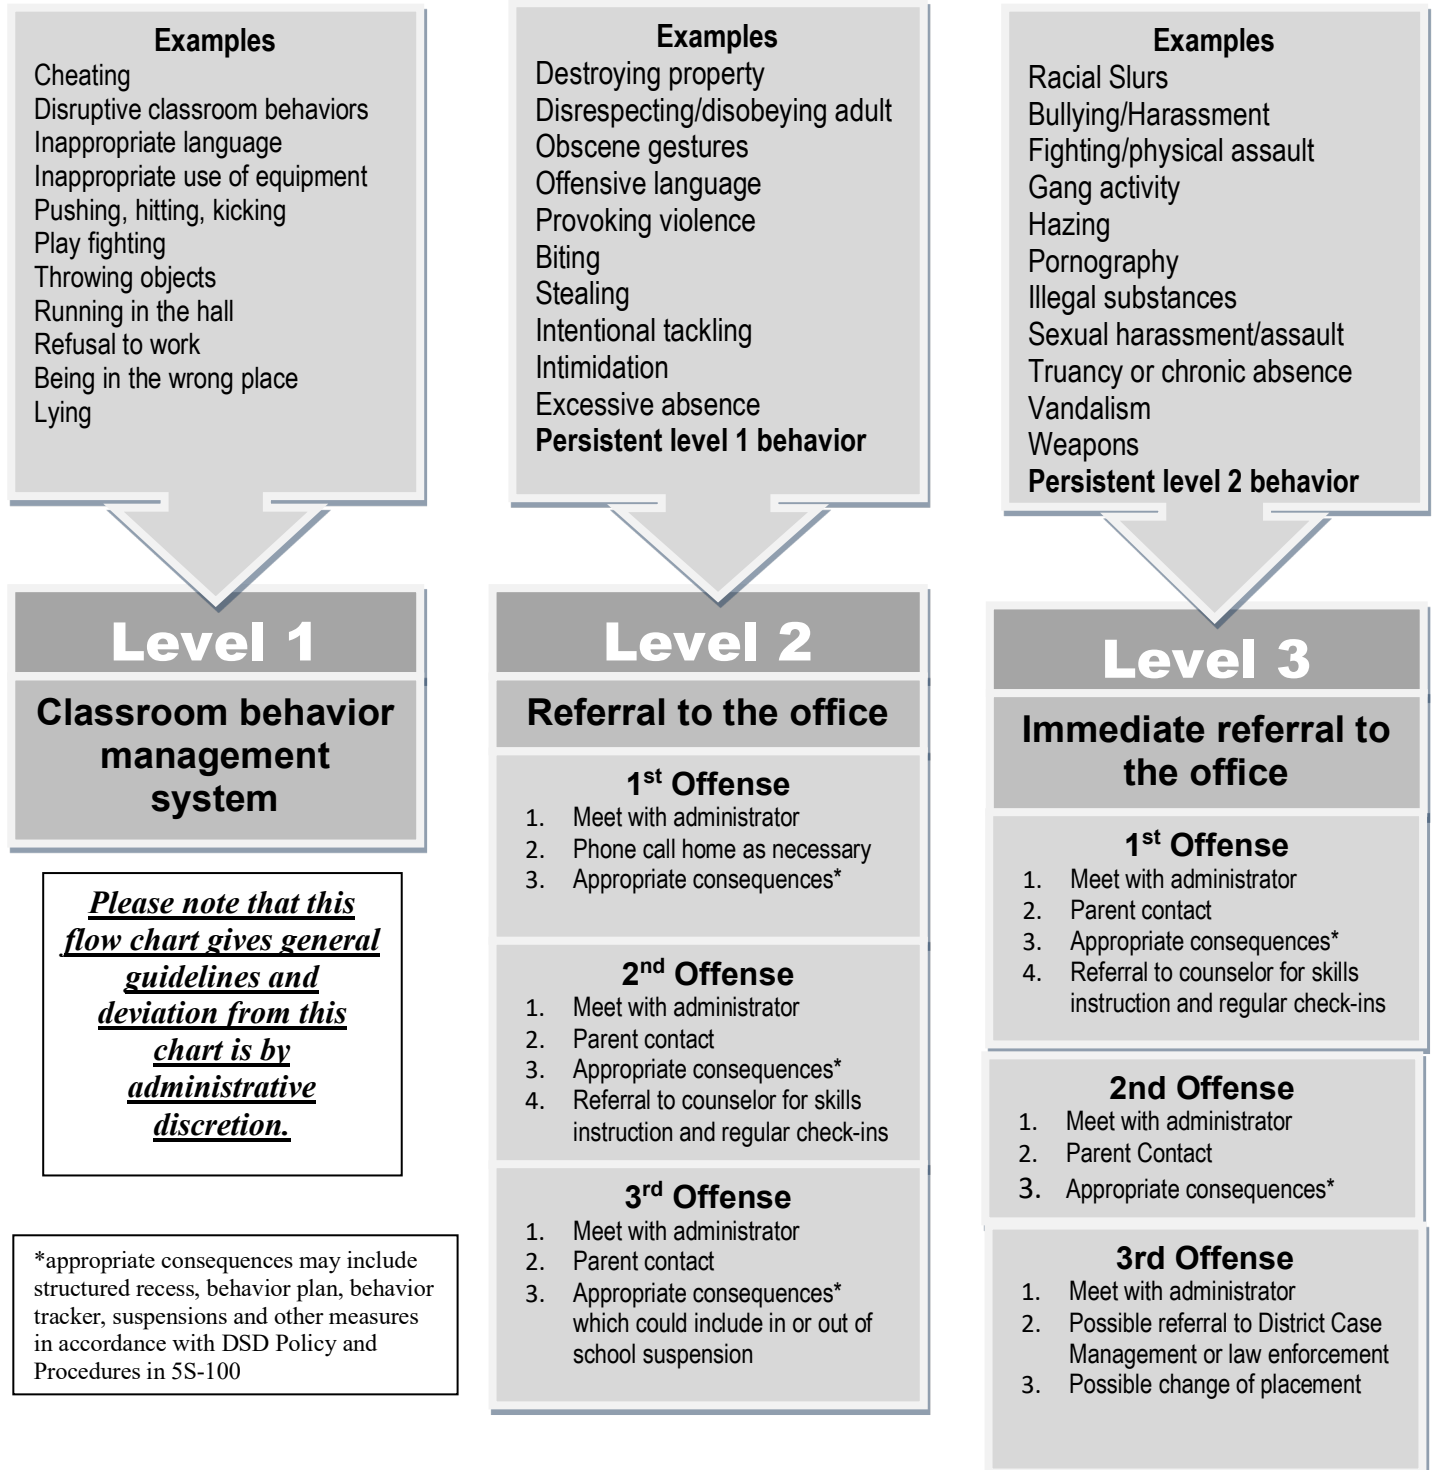 Examples
Cheating
Disruptive classroom behaviors
Inappropriate language
Inappropriate use of equipment
Pushing, hitting, kicking
Play fighting
Throwing objects
Running in the hall
Refusal to work
Being in the wrong place
Lying
Level 1
Classroom behavior
management
system
Please note that this
flow chart gives general
guidelines and
deviation from this
chart is by
administrative
discretion.
*appropriate consequences may include
structured recess, behavior plan, behavior
tracker, suspensions and other measures
in accordance with DSD Policy and
Procedures in 5S-100
Examples
Destroying property
Disrespecting/disobeying adult
Obscene gestures
Offensive language
Provoking violence
Biting
Stealing
Intentional tackling
Intimidation
Excessive absence
Persistent level 1 behavior
Level 2
Referral to the office
1st Offense
1. Meet with administrator
2. Phone call home as necessary
3. Appropriate consequences*
2nd Offense
1. Meet with administrator
2. Parent contact
3. Appropriate consequences*
4. Referral to counselor for skills
instruction and regular check-ins
3rd Offense
1. Meet with administrator
2. Parent contact
3. Appropriate consequences*
which could include in or out of
school suspension
Examples
Racial Slurs
Bullying/Harassment
Fighting/physical assault
Gang activity
Hazing
Pornography
Illegal substances
Sexual harassment/assault
Truancy or chronic absence
Vandalism
Weapons
Persistent level 2 behavior
Level 3
Immediate referral to
the office
1st Offense
1. Meet with administrator
2. Parent contact
3. Appropriate consequences*
4. Referral to counselor for skills
instruction and regular check-ins
2nd Offense
1. Meet with administrator
2. Parent Contact
3. Appropriate consequences*
3rd Offense
1. Meet with administrator
2. Possible referral to District Case
Management or law enforcement
3. Possible change of placement